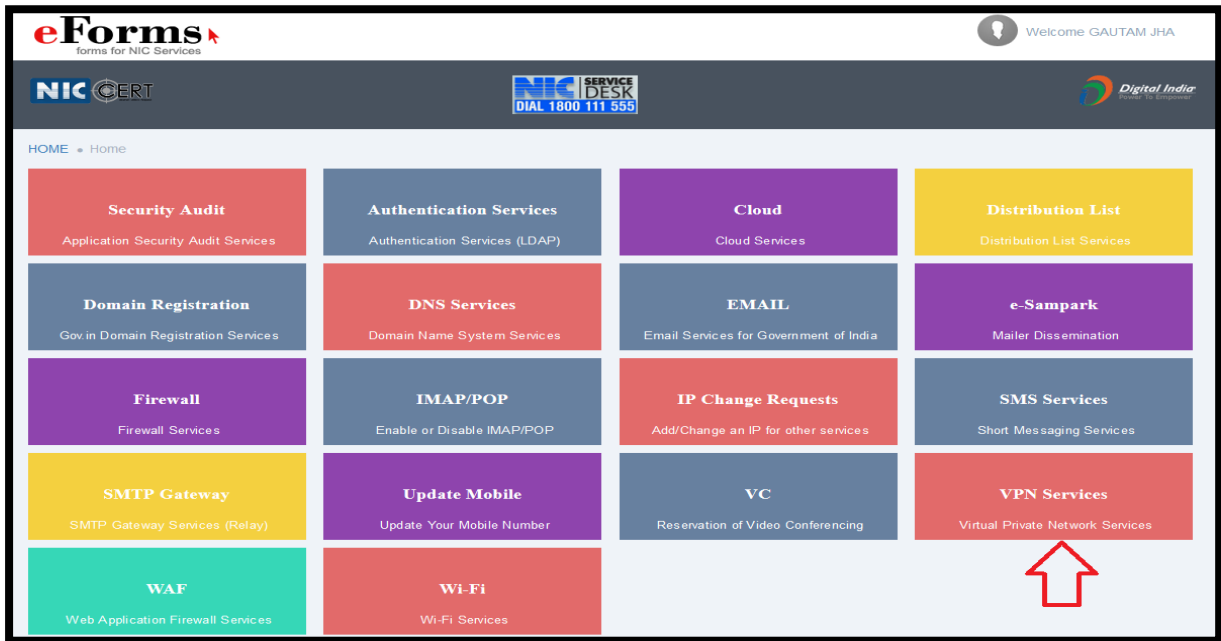 eForms
forms for NIC Services
Welcome GAUTAM JHA
NIC CERT
NIC SERVICE DESK
DIAL 1800 111 555
Digital India
Power To Empower
HOME Home
Security Audit
Application Security Audit Services
Authentication Services
Authentication Services (LDAP)
Cloud
Cloud Services
Distribution List
Distribution List Services
Domain Registration
Gov.in Domain Registration Services
DNS Services
Domain Name System Services
EMAIL
Email Services for Government of India
e-Sampark
Mailer Dissemination
Firewall
Firewall Services
IMAP/POP
Enable or Disable IMAP/POP
IP Change Requests
Add/Change an IP for other services
SMS Services
Short Messaging Services
SMTP Gateway
SMTP Gateway Services (Relay)
Update Mobile
Update Your Mobile Number
VC
Reservation of Video Conferencing
VPN Services
Virtual Private Network Services
WAF
Web Application Firewall Services
Wi-Fi
Wi-Fi Services